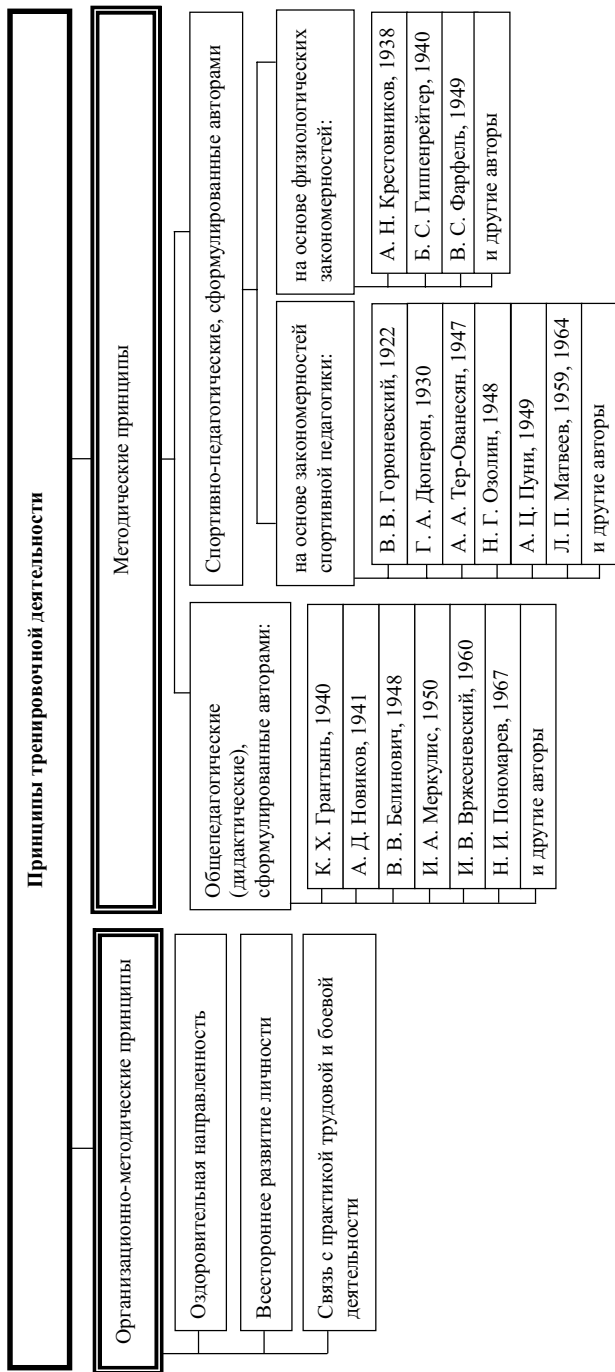 Принципы тренировочной деятельности
Организационно-методические принципы
Оздоровительная направленность
Всестороннее развитие личности
Связь с практикой трудовой и боевой
деятельности
Методические принципы
Общепедагогические
(дидактические),
сформулированные авторами:
К. Х. Грантынь, 1940
А. Д. Новиков, 1941
В. В. Белинович, 1948
И. А. Меркулис, 1950
И. В. Вржесневский, 1960
Н. И. Пономарев, 1967
и другие авторы
Спортивно-педагогические, сформулированные авторами
на основе закономерностей
спортивной педагогики:
В. В. Горюневский, 1922
Г. А. Дюперон, 1930
А. А. Тер-Ованесян, 1947
Н. Г. Озолин, 1948
А. Ц. Пуни, 1949
Л. П. Матвеев, 1959, 1964
и другие авторы
на основе физиологических
закономерностей:
А. Н. Крестовников, 1938
Б. С. Гиппенрейтер, 1940
В. С. Фарфель, 1949
и другие авторы